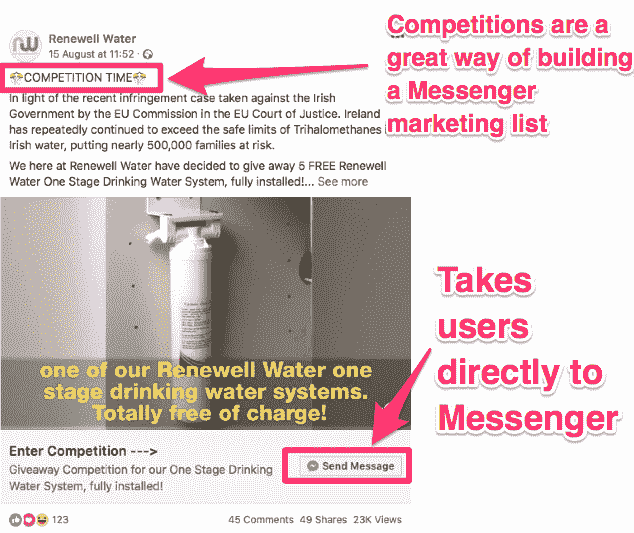 Renewell Water
15 August at 11:52
COMPETITION TIME
In light of the recent infringement case taken against the Irish
Government by the EU Commission in the EU Court of Justice. Ireland
has repeatedly continued to exceed the safe limits of Trihalomethanes
Irish water, putting nearly 500,000 families at risk.
We here at Renewell Water have decided to give away 5 FREE Renewell
Water One Stage Drinking Water System, fully installed!... See more
Competitions are a
great way of building
a Messenger
marketing list
one of our Renewell Water one
stage drinking water systems.
Totally free of charge!
Takes
users
directly to
Messenger
Enter Competition --->
Giveaway Competition for our One Stage Drinking
Water System, fully installed!
Send Message
123
45 Comments 49 Shares 23K Views